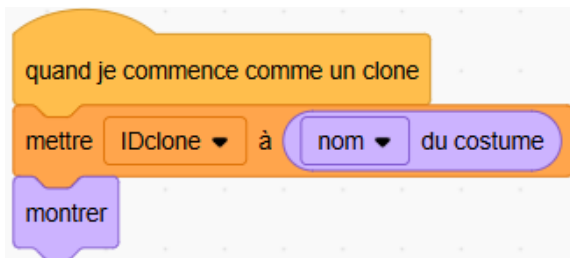 quand je commence comme un clone
mettre IDclone à nom du costume
montrer